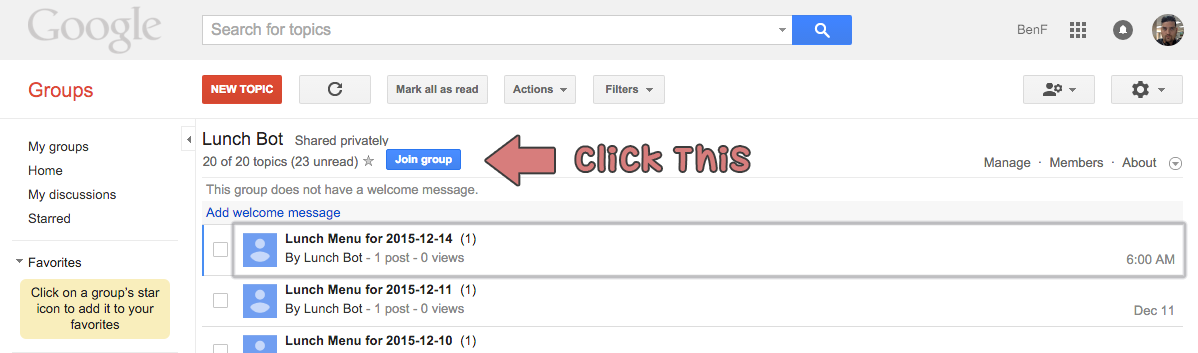 Google
Search for topics
BenF
Groups
NEW TOPIC
Mark all as read
Actions
Filters
My groups
Home
My discussions
Starred
Favorites
Click on a group's star
icon to add it to your
favorites
Lunch Bot Shared privately
20 of 20 topics (23 unread) Join group
Click This
Manage · Members · About
This group does not have a welcome message.
Add welcome message
Lunch Menu for 2015-12-14 (1)
By Lunch Bot - 1 post - 0 views
6:00 AM
Lunch Menu for 2015-12-11 (1)
By Lunch Bot - 1 post - 0 views
Dec 11
Lunch Menu for 2015-12-10 (1)